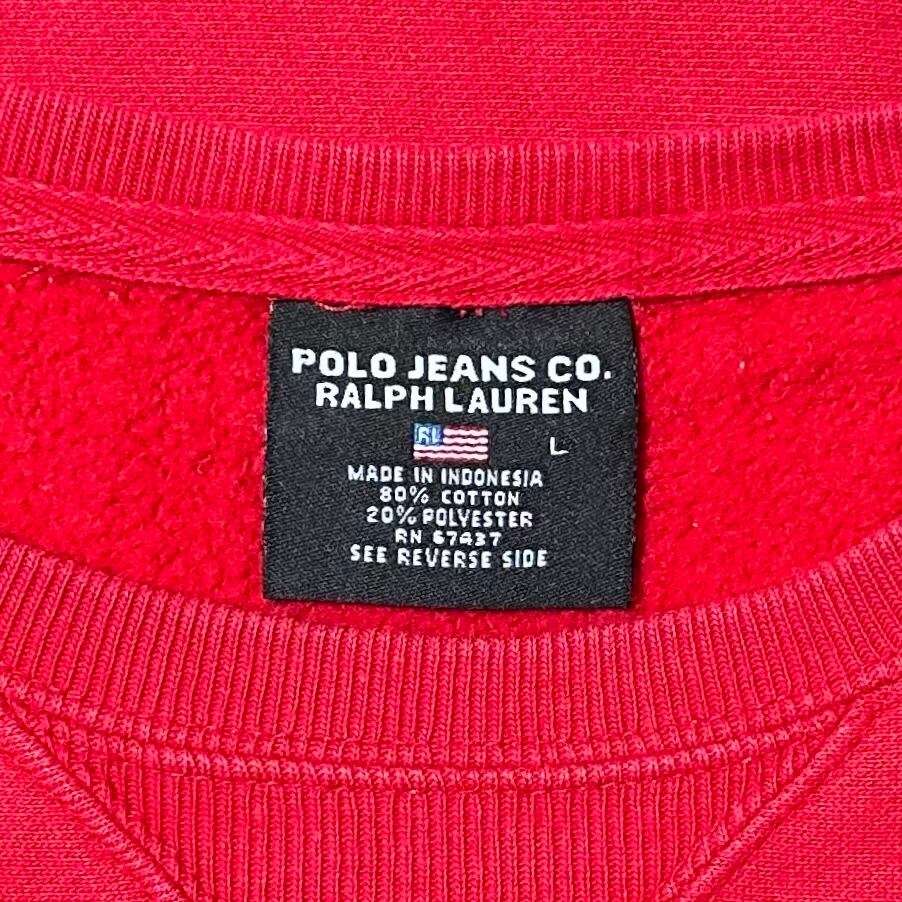 POLO JEANS CO.
RALPH LAUREN
RL
L
MADE IN INDONESIA
80% COTTON
20% POLYESTER
RN 67437
SEE REVERSE SIDE